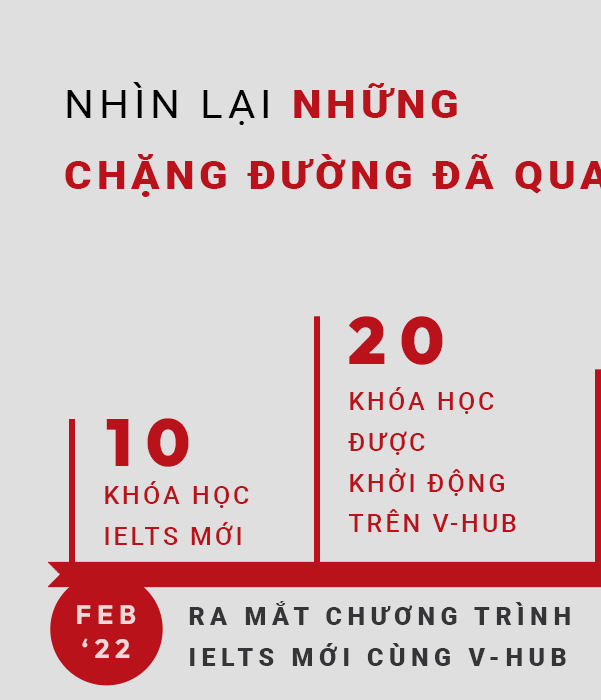 NHÌN LẠI NHỮNG
CHẶNG ĐƯỜNG ĐÃ QUA
10
KHÓA HỌC
IELTS MỚI
20
KHÓA HỌC
ĐƯỢC
KHỞI ĐỘNG
TRÊN V-HUB
FEB
‘22
RA MẮT CHƯƠNG TRÌNH
IELTS MỚI CÙNG V-HUB